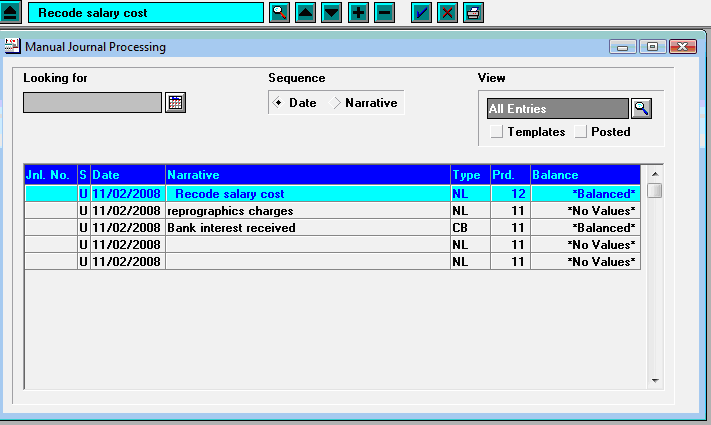 Recode salary cost
Manual Journal Processing
Looking for
Sequence
View
Date Narrative
All Entries
Templates Posted
Jnl. No. S Date Narrative Type Prd. Balance
U 11/02/2008 Recode salary cost NL 12 *Balanced*
U 11/02/2008 reprographics charges NL 11 *No Values*
U 11/02/2008 Bank interest received CB 11 *Balanced*
U 11/02/2008 NL 11 *No Values*
U 11/02/2008 NL 11 *No Values*